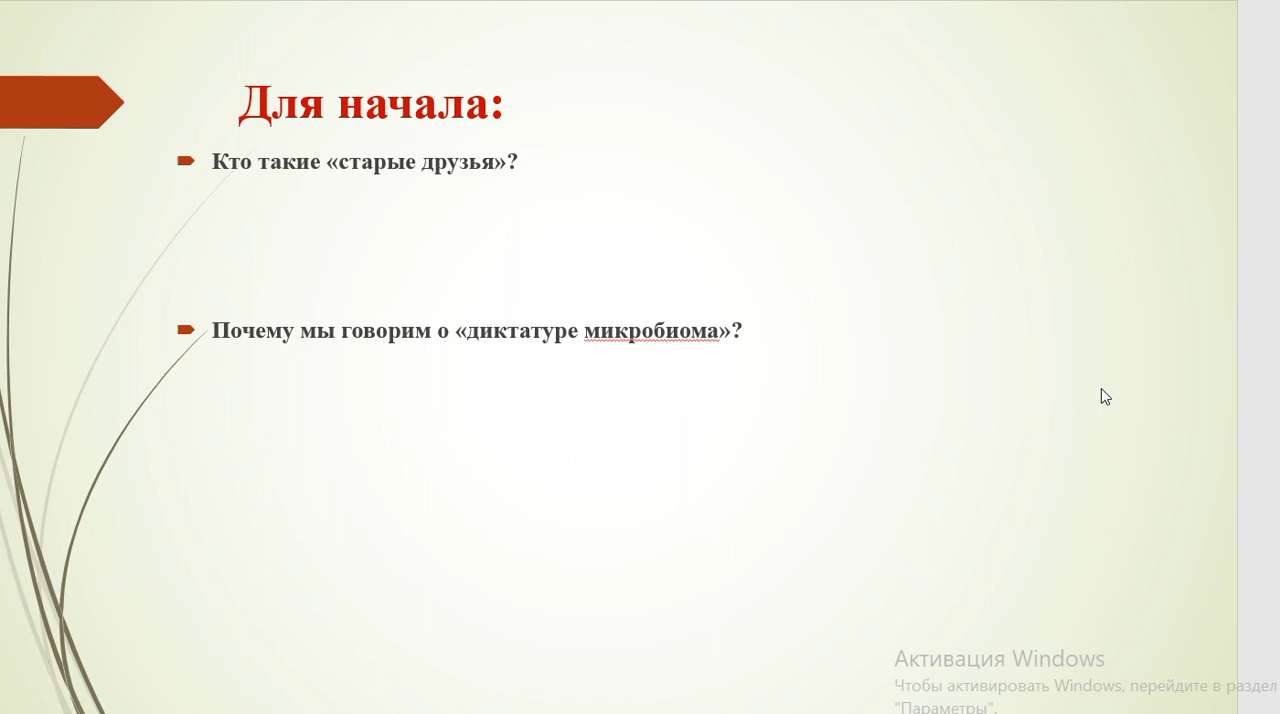 Для начала:
Кто такие «старые друзья»?
Почему мы говорим о «диктатуре микробиома»?
Активация Windows
Чтобы активировать Windows, перейдите в раздел
"Параметры".